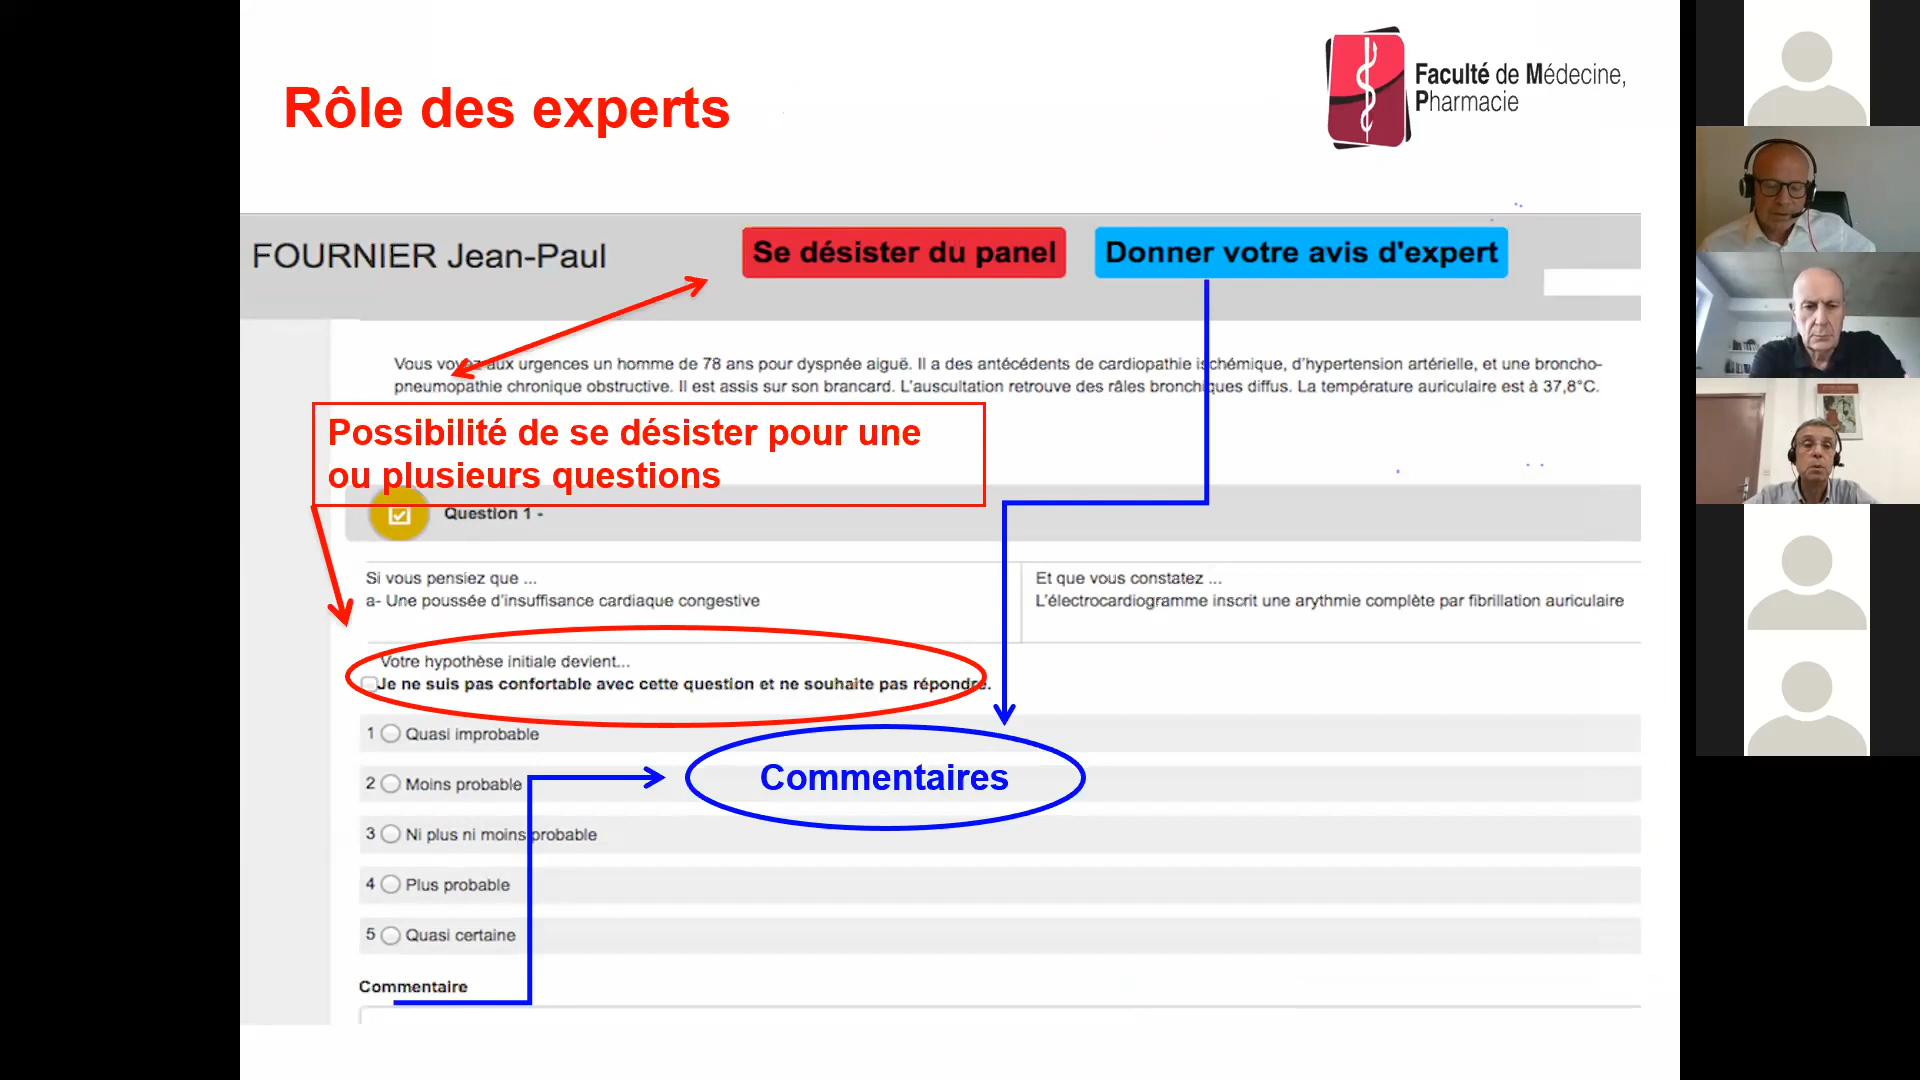 Rôle des experts
Faculté de Médecine,
Pharmacie
FOURNIER Jean-Paul
Se désister du panel
Donner votre avis d'expert
Vous voyez aux urgences un homme de 78 ans pour dyspnée aiguë. Il a des antécédents de cardiopathie ischémique, d'hypertension artérielle, et une broncho-
pneumopathie chronique obstructive. Il est assis sur son brancard. L'auscultation retrouve des râles bronchiques diffus. La température auriculaire est à 37,8°C.
Possibilité de se désister pour une
ou plusieurs questions
Question 1 -
Si vous pensiez que ...
a- Une poussée d'insuffisance cardiaque congestive
Et que vous constatez ...
L'électrocardiogramme inscrit une arythmie complète par fibrillation auriculaire
Votre hypothèse initiale devient...
Je ne suis pas confortable avec cette question et ne souhaite pas répondre.
1 Quasi improbable
2 Moins probable
3 Ni plus ni moins probable
4 Plus probable
5 Quasi certaine
Commentaires
Commentaire